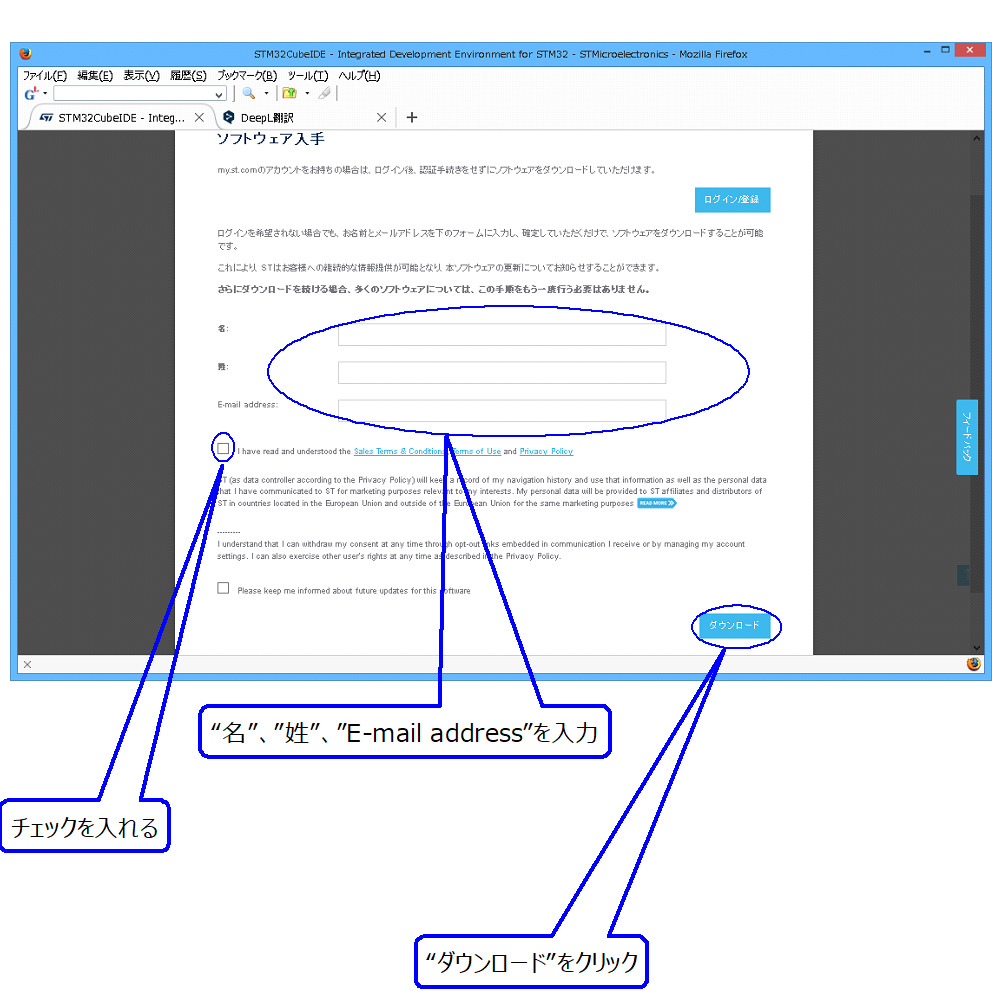 STM32CubeIDE - Integrated Development Environment for STM32 - STMicroelectronics - Mozilla Firefox
ファイル(F) 編集(E) 表示(V) 履歴(S) ブックマーク(B) ツール(T) ヘルプ(H)
STM32CubeIDE - Integ...
DeepL翻訳
ソフトウェア入手
my.st.comのアカウントをお持ちの場合は、ログイン後、認証手続きをせずにソフトウェアをダウンロードしていただけます。
ログイン/登録
ログインを希望されない場合でも、お名前とメールアドレスを下のフォームに入力し、確定していただくだけで、ソフトウェアをダウンロードすることが可能
です。
これにより、STはお客様への継続的な情報提供が可能となり、本ソフトウェアの更新についてお知らせすることができます。
さらにダウンロードを続ける場合、多くのソフトウェアについては、この手順をもう一度行う必要はありません。
名:
姓:
E-mail address:
I have read and understood the Sales Terms & Conditions Terms of Use and Privacy Policy
ST (as data controller according to the Privacy Policy) will keep a record of my navigation history and use that information as well as the personal data
that I have communicated to ST for marketing purposes relevant to my interests. My personal data will be provided to ST affiliates and distributors of
ST in countries located in the European Union and outside of the European Union for the same marketing purposes READ MORE
I understand that I can withdraw my consent at any time through opt-out links embedded in communication I receive or by managing my account
settings. I can also exercise other user's rights at any time as described in the Privacy Policy.
Please keep me informed about future updates for this software
ダウンロード
フィードバック
“名”、”姓”、”E-mail address”を入力
チェックを入れる
“ダウンロード”をクリック